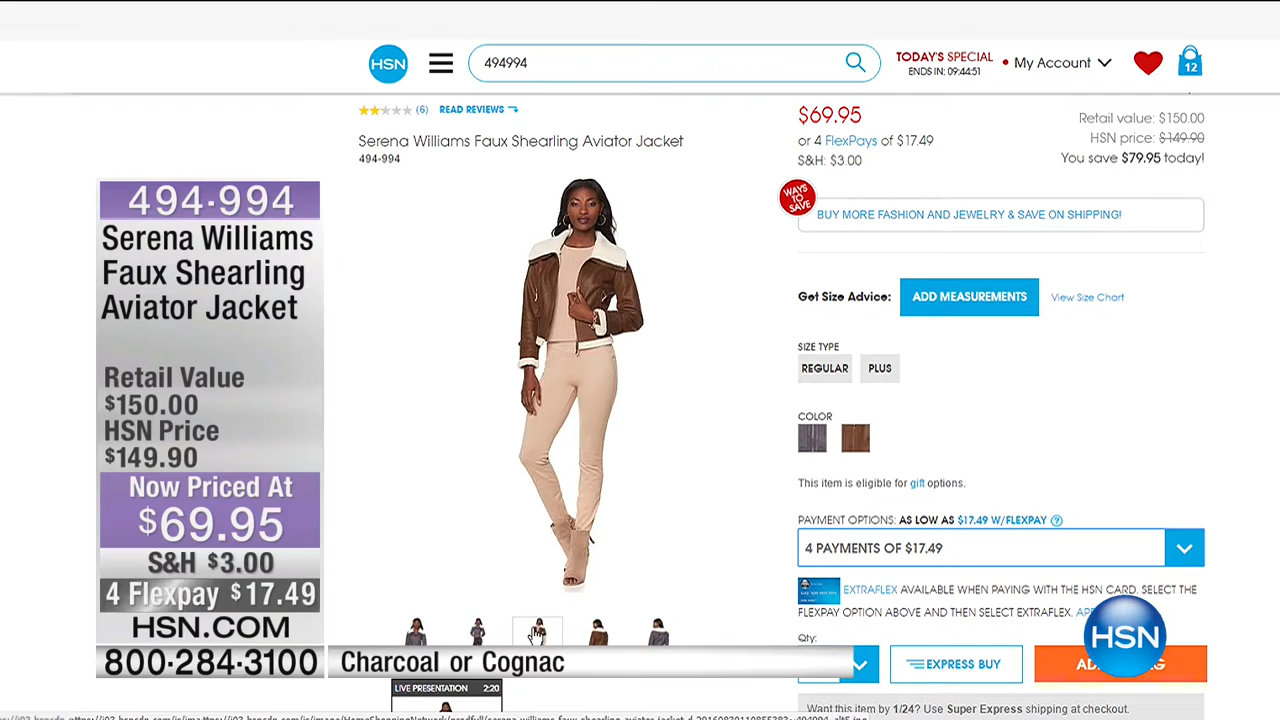 HSN
494994
TODAY'S SPECIAL
ENDS IN: 09:44:51
My Account
12
(6) READ REVIEWS
Serena Williams Faux Shearling Aviator Jacket
494-994
$69.95
or 4 FlexPays of $17.49
S&H: $3.00
Retail value: $150.00
HSN price: $149.90
You save $79.95 today!
WAYS
TO
SAVE
BUY MORE FASHION AND JEWELRY & SAVE ON SHIPPING!
Get Size Advice:
ADD MEASUREMENTS
View Size Chart
SIZE TYPE
REGULAR
PLUS
COLOR
This item is eligible for gift options.
PAYMENT OPTIONS: AS LOW AS $17.49 W/FLEXPAY
4 PAYMENTS OF $17.49
EXTRAFLEX AVAILABLE WHEN PAYING WITH THE HSN CARD. SELECT THE
FLEXPAY OPTION ABOVE AND THEN SELECT EXTRAFLEX.
Qty:
EXPRESS BUY
HSN
Want this item by 1/24? Use Super Express shipping at checkout.
494-994
Serena Williams
Faux Shearling
Aviator Jacket
Retail Value
$150.00
HSN Price
$149.90
Now Priced At
$69.95
S&H $3.00
4 Flexpay $17.49
HSN.COM
800-284-3100
Charcoal or Cognac
LIVE PRESENTATION 2:20